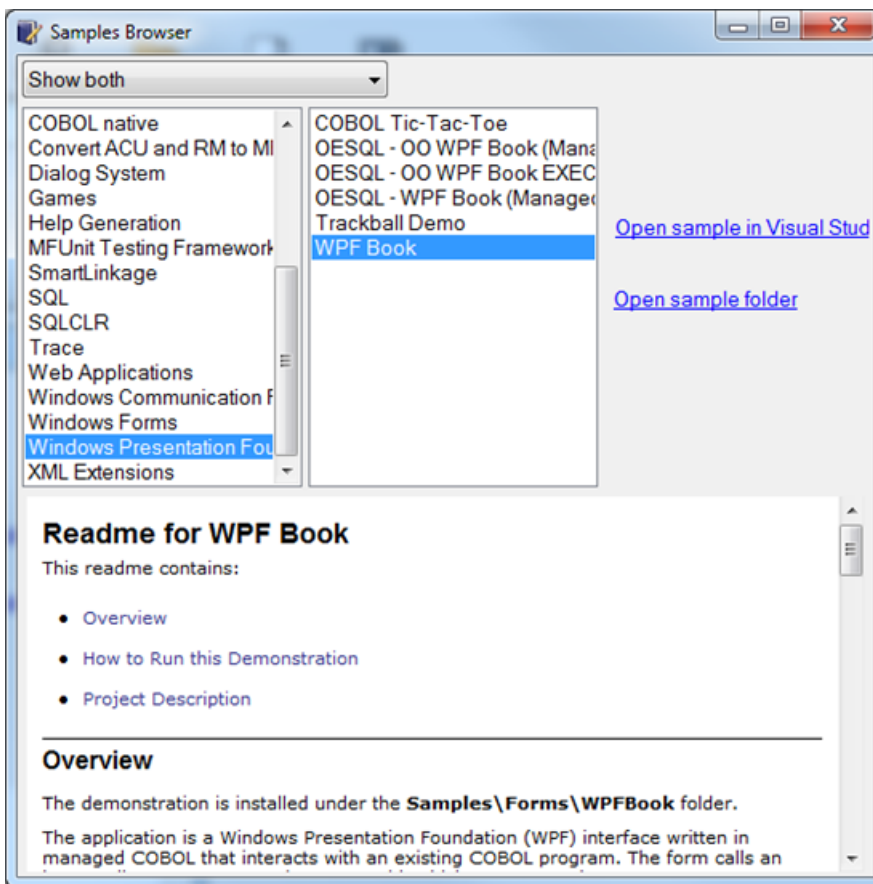 Samples Browser
Show both
COBOL native
Convert ACU and RM to MI
Dialog System
Games
Help Generation
MFUnit Testing Framework
SmartLinkage
SQL
SQLCLR
Trace
Web Applications
Windows Communication F
Windows Forms
Windows Presentation Fou
XML Extensions
COBOL Tic-Tac-Toe
OESQL - OO WPF Book (Mana
OESQL - OO WPF Book EXEC
OESQL - WPF Book (Managed
Trackball Demo
WPF Book
Open sample in Visual Stud
Open sample folder
Readme for WPF Book
This readme contains:
• Overview
• How to Run this Demonstration
• Project Description
Overview
The demonstration is installed under the Samples\Forms\WPFBook folder.
The application is a Windows Presentation Foundation (WPF) interface written in
managed COBOL that interacts with an existing COBOL program. The form calls an